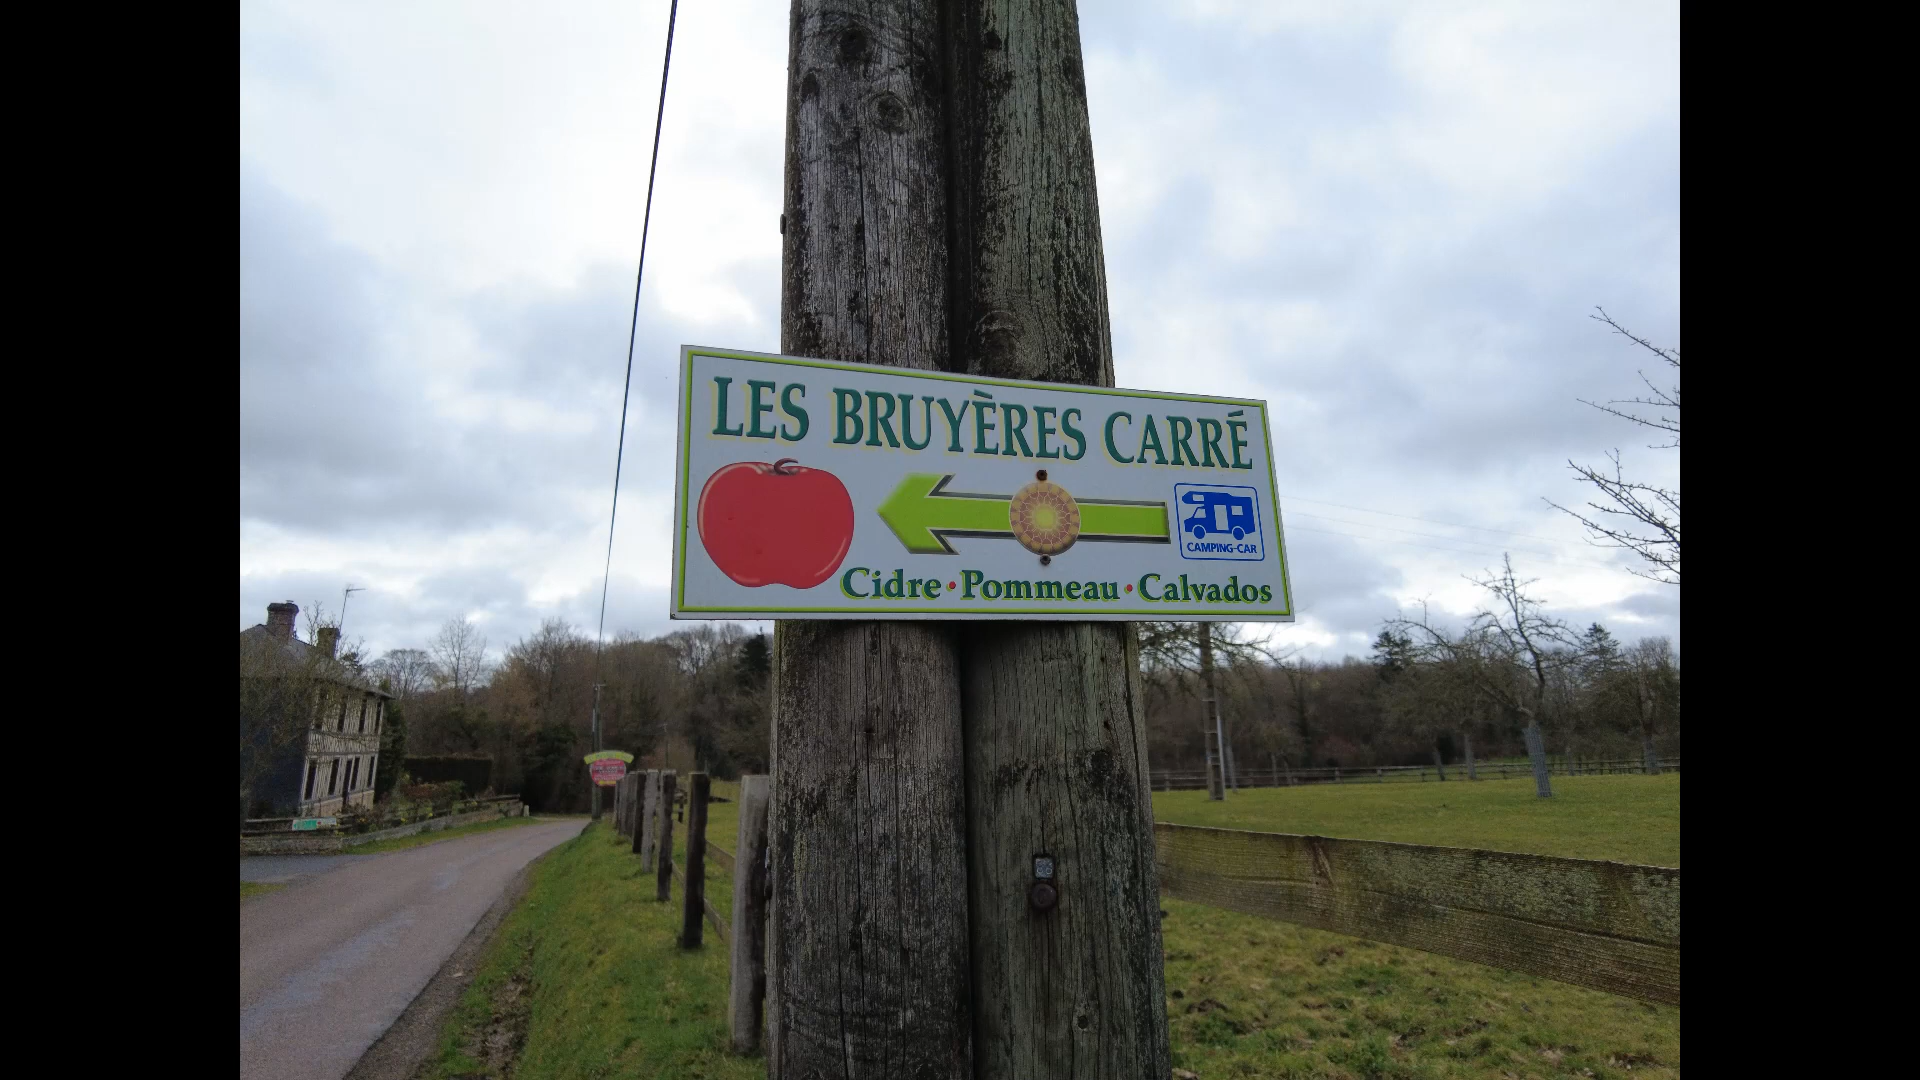 LES BRUYÈRES CARRÉ
CAMPING-CAR
Cidre • Pommeau • Calvados